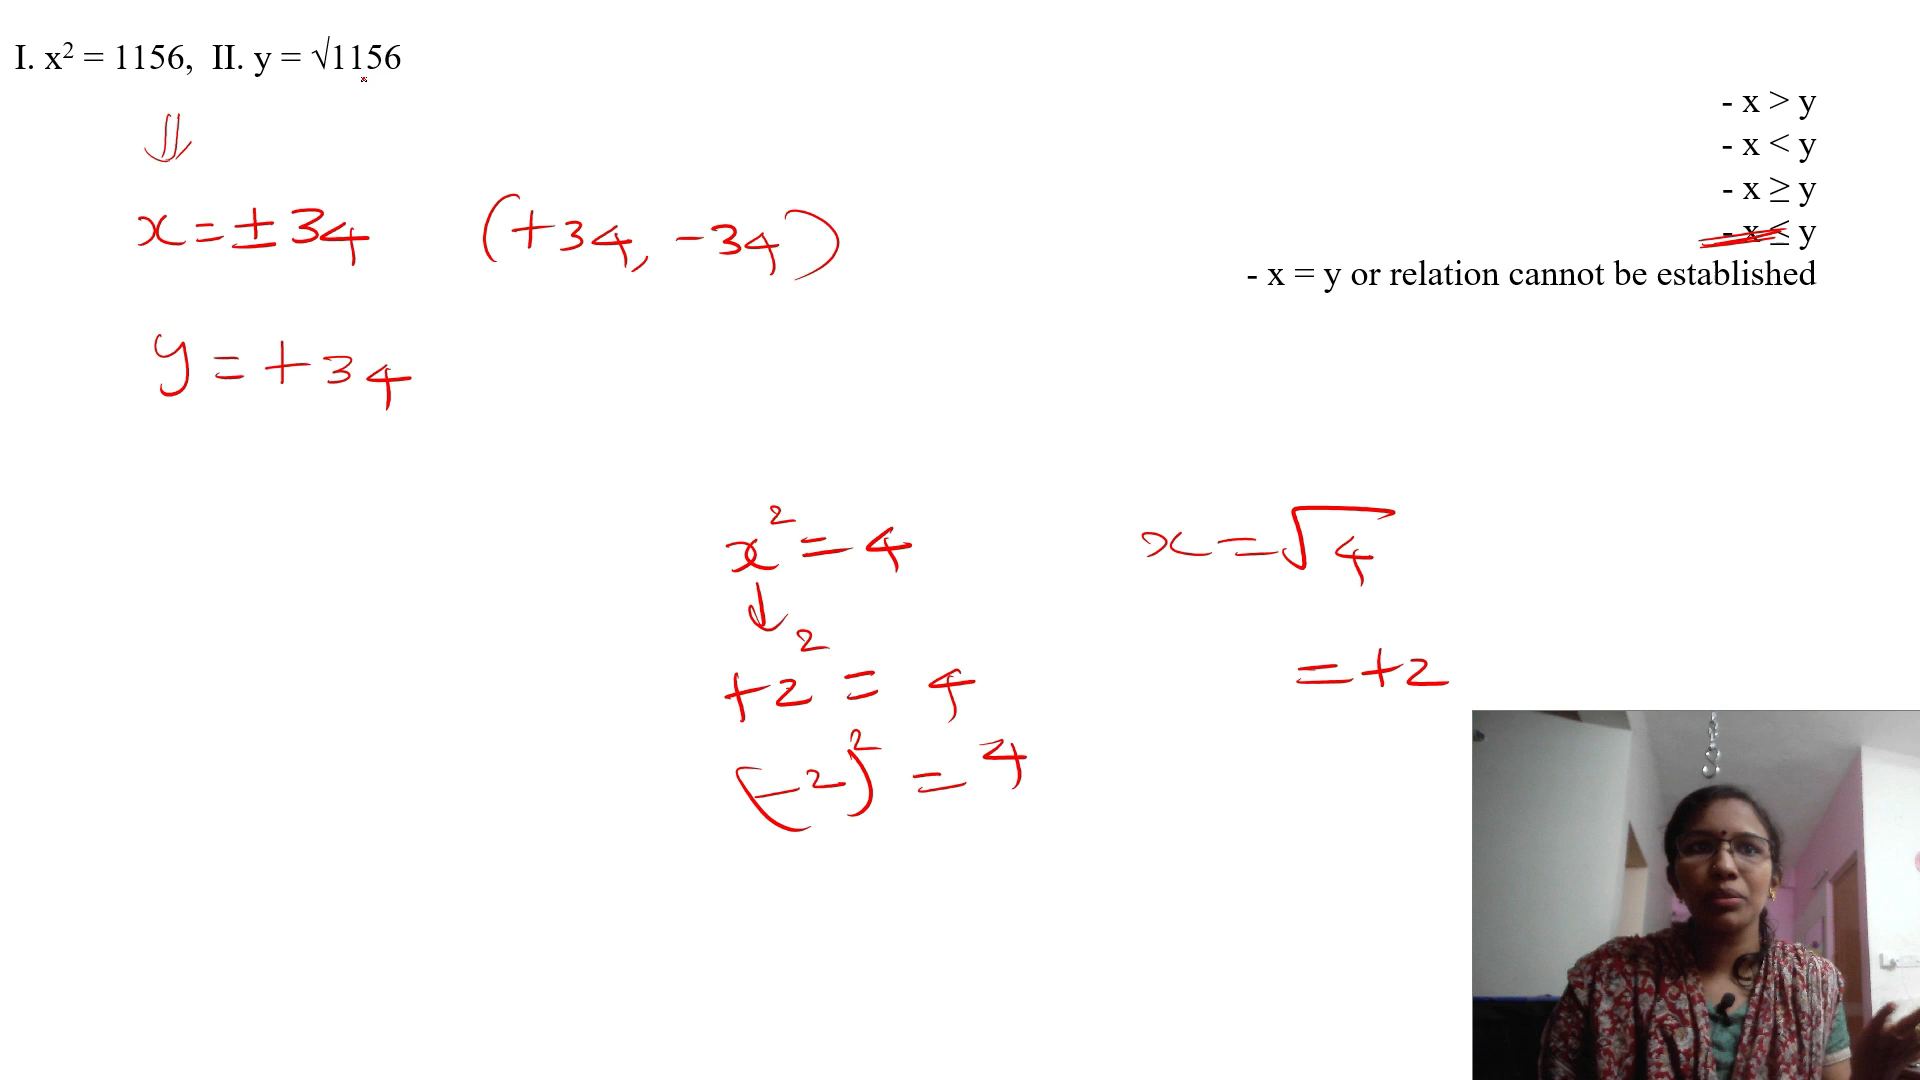 I. x² = 1156,  II. y = √1156
- x > y
- x < y
- x ≥ y
- x ≤ y
- x = y or relation cannot be established
⇓
x = ± 34 (+34, -34)
y = +34
x² = 4 x = √4
↓
+2² = 4 = +2
(-2)² = 4